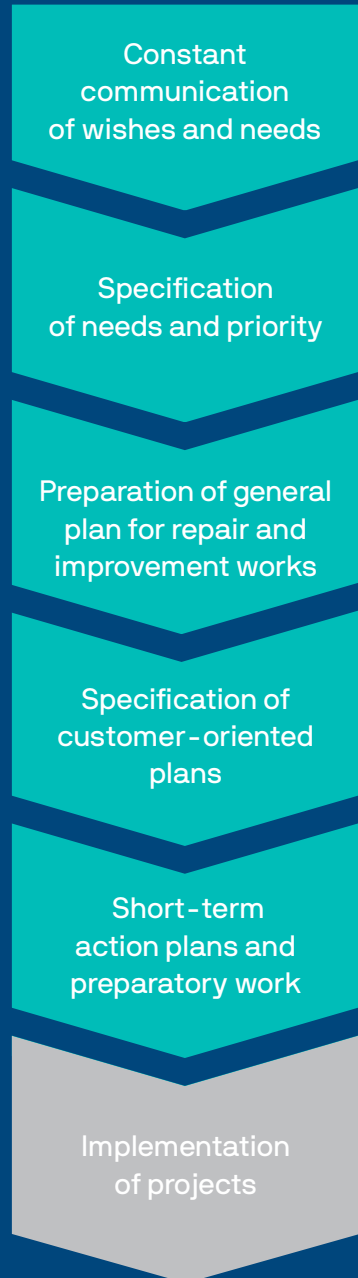 Constant
communication
of wishes and needs
Specification
of needs and priority
Preparation of general
plan for repair and
improvement works
Specification of
customer-oriented
plans
Short-term
action plans and
preparatory work
Implementation
of projects